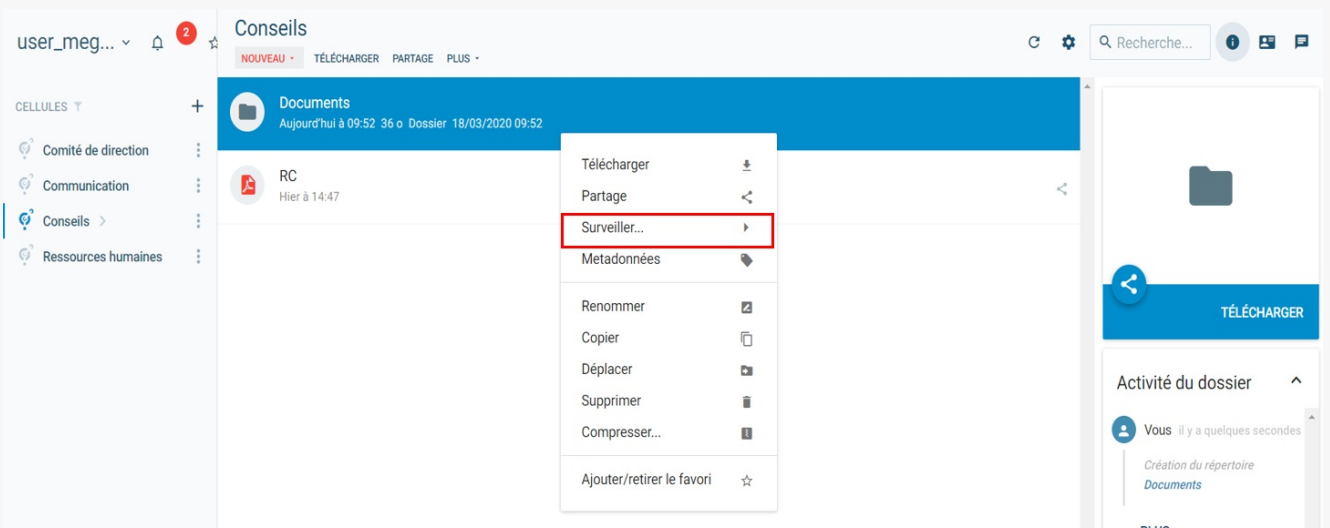 user_meg...
2
CELLULES
Comité de direction
Communication
Conseils
Ressources humaines
Conseils
NOUVEAU
TÉLÉCHARGER
PARTAGE
PLUS
Recherche...
Documents
Aujourd'hui à 09:52 36 o Dossier 18/03/2020 09:52
RC
Hier à 14:47
Télécharger
Partage
Surveiller...
Metadonnées
Renommer
Copier
Déplacer
Supprimer
Compresser...
Ajouter/retirer le favori
TÉLÉCHARGER
Activité du dossier
Vous il y a quelques secondes
Création du répertoire
Documents
PLUS